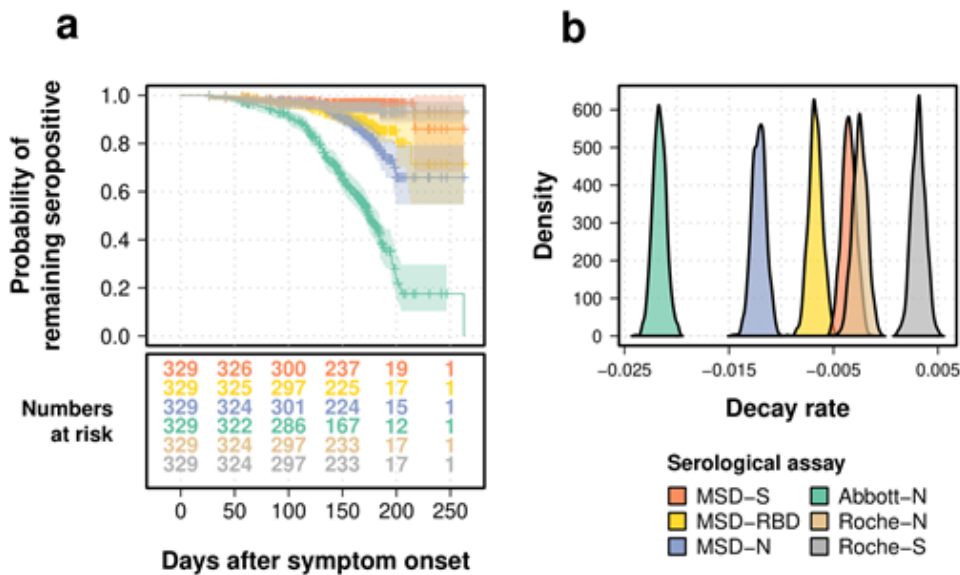 a
Probability of
remaining seropositive
1.0
0.8
0.6
0.4
0.2
0.0
Numbers
at risk
329 326 300 237 19 1
329 325 297 225 17 1
329 324 301 224 15 1
329 322 286 167 12 1
329 324 297 233 17 1
329 324 297 233 17 1
0 50 100 150 200 250
Days after symptom onset
b
Density
600
500
400
300
200
100
0
−0.025 −0.015 −0.005 0.005
Decay rate
Serological assay
MSD−S Abbott−N
MSD−RBD Roche−N
MSD−N Roche−S